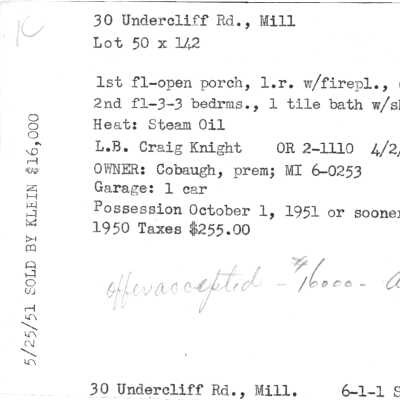 30 Undercliff Rd., Mill
Lot 50 x 142
1st fl-open porch, l.r. w/firepl.,
2nd fl-3-3 bedrms., 1 tile bath w/s
Heat: Steam Oil
L.B. Craig Knight OR 2-1110 4/2/
OWNER: Cobaugh, prem; MI 6-0253
Garage: 1 car
Possession October 1, 1951 or sooner
1950 Taxes $255.00
offer accepted - $16000 -
5/25/51 SOLD BY KLEIN $16,000
30 Undercliff Rd., Mill. 6-1-1 S